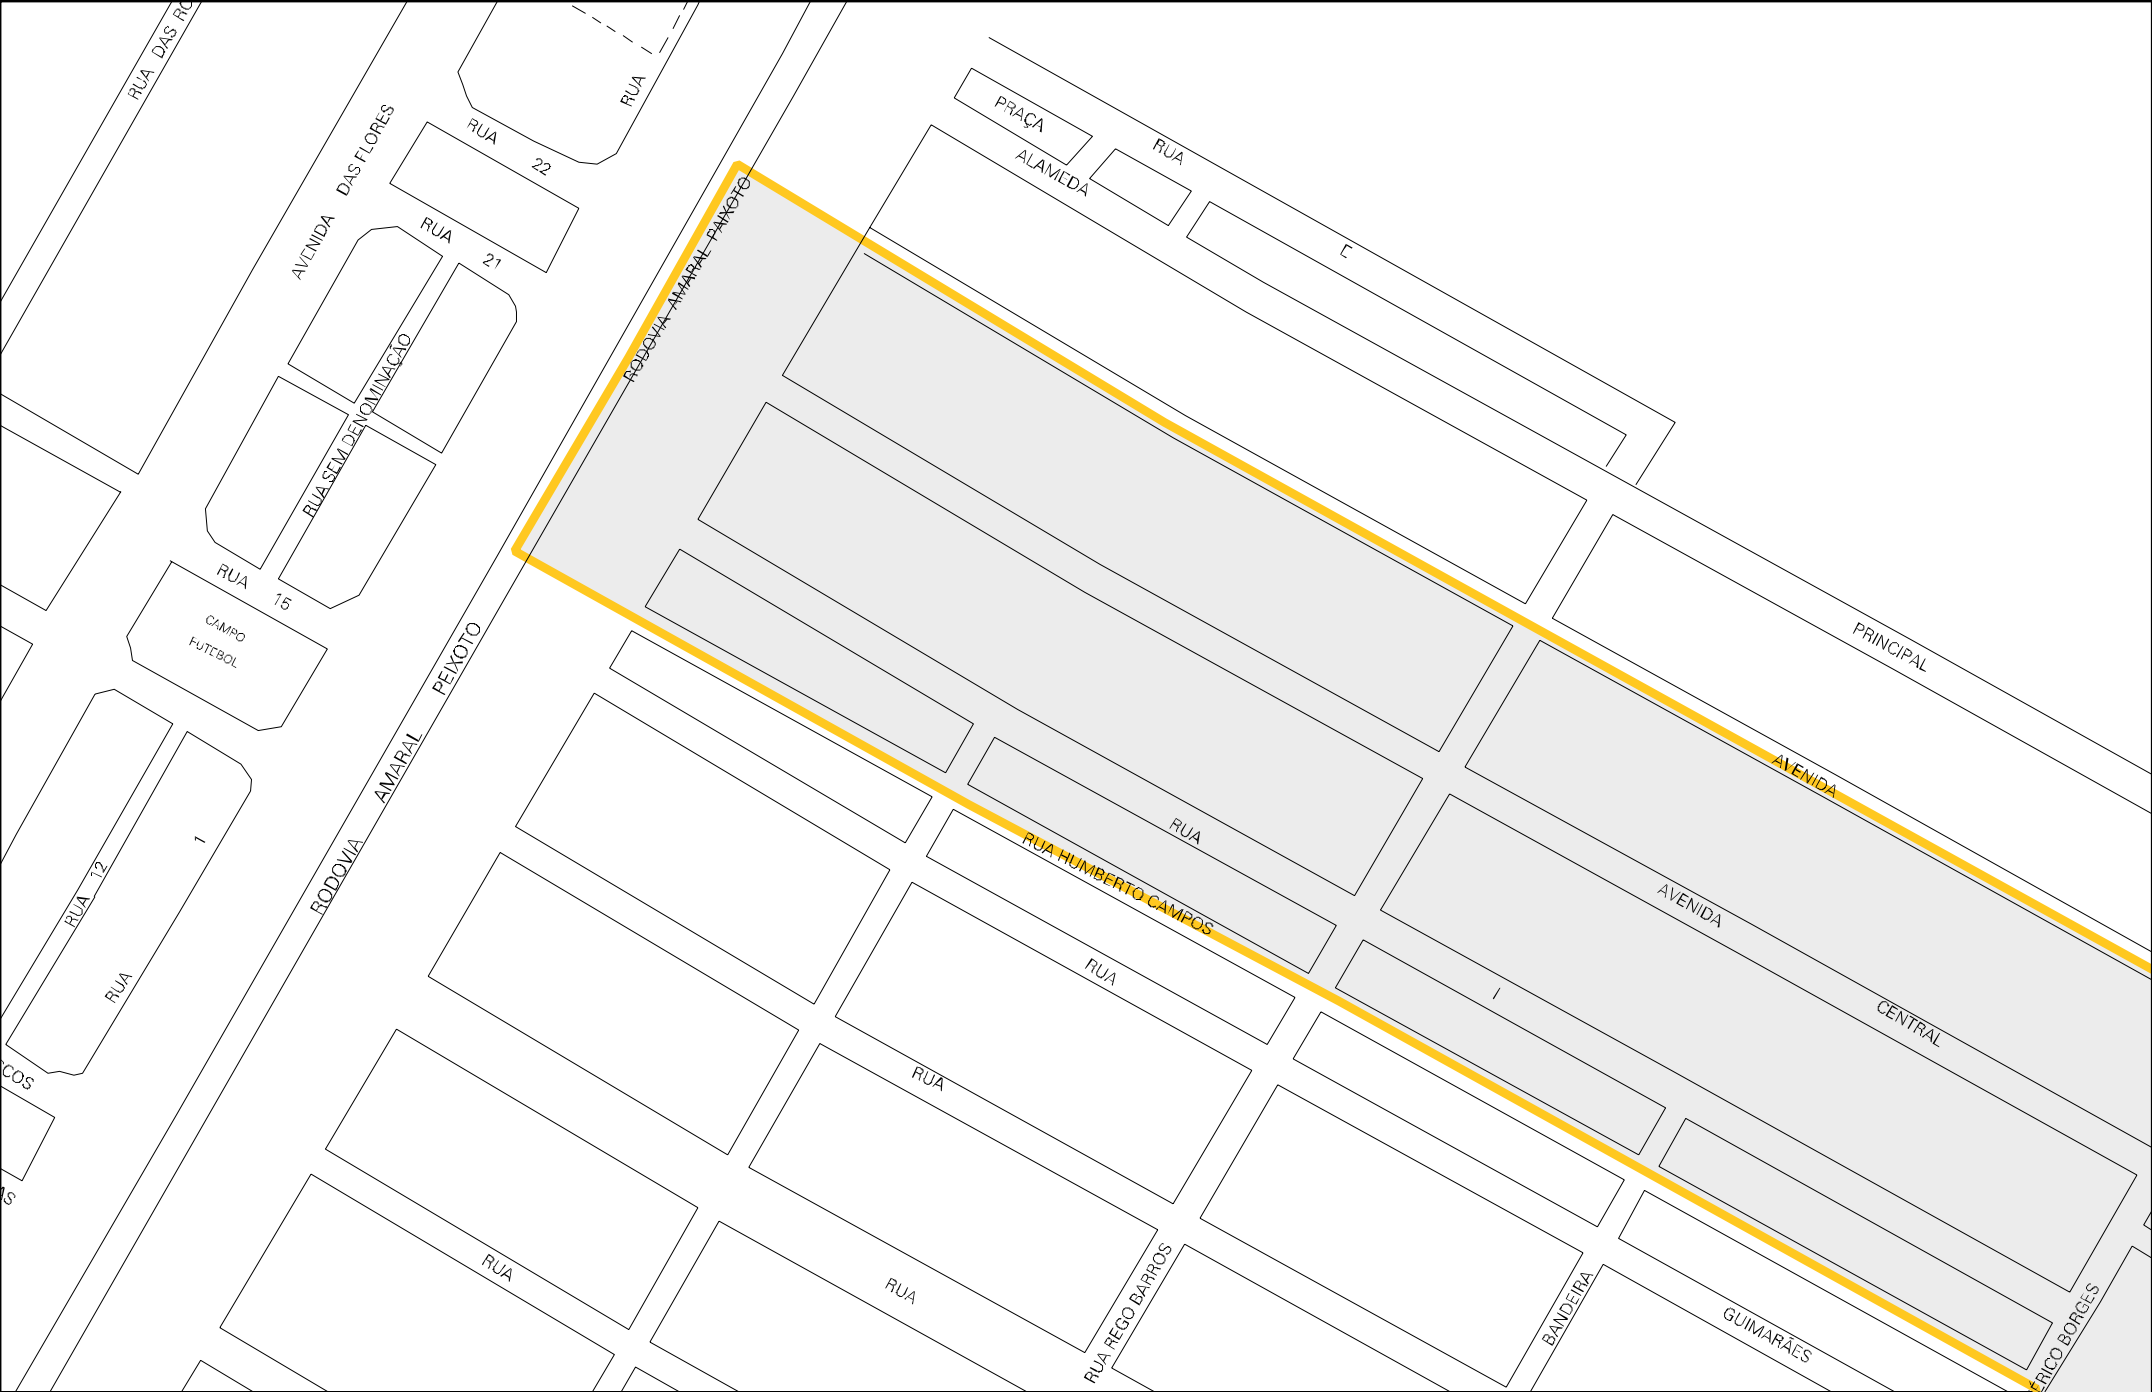 RUA DAS
RUA
PRAÇA
RUA
RUA 22
AVENIDA DAS FLORES
ALAMEDA
RUA 21
E
RODOVIA AMARAL PAIXOTO
RUA SEM DENOMINAÇÃO
RUA 15
CAMPO
FUTEBOL
PRINCIPAL
RODOVIA AMARAL PEIXOTO
AVENIDA
RUA
RUA HUMBERTO CAMPOS
AVENIDA
CENTRAL
RUA 12
RUA 1
RUA
I
RUA
RUA
RUA
RUA REGO BARROS
BANDEIRA
GUIMARÃES
ERICO BORGES